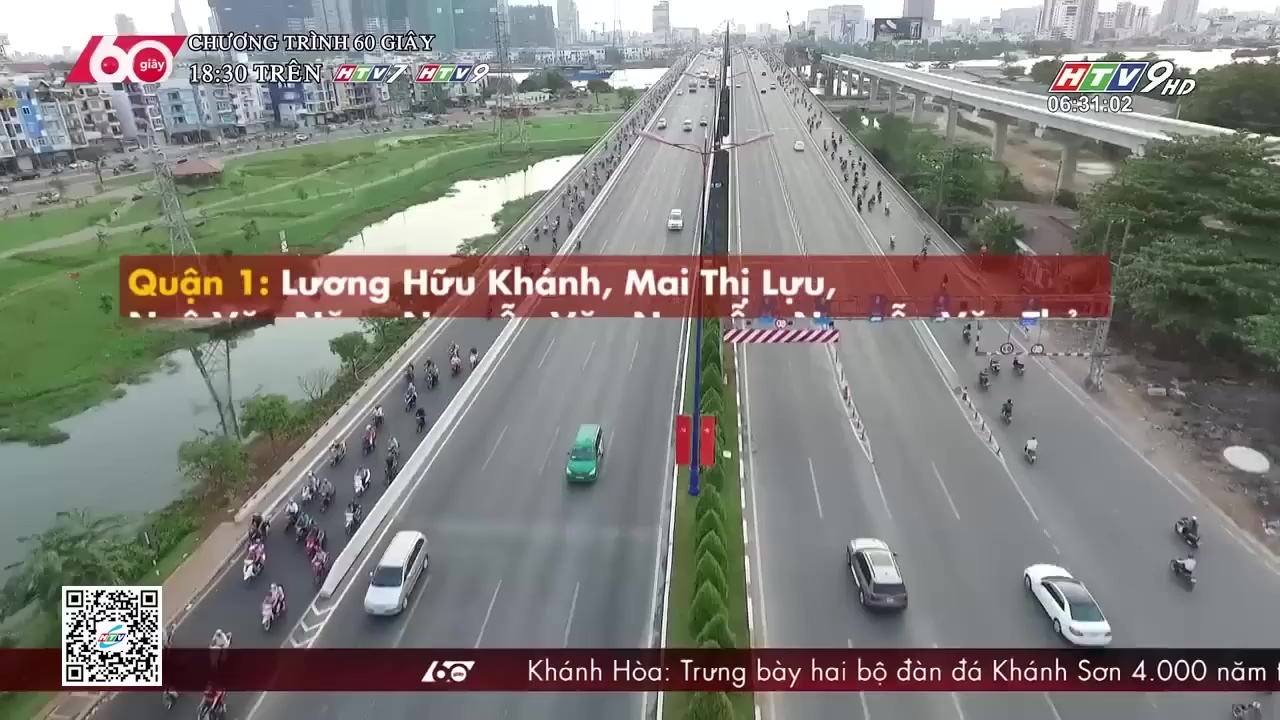 60 giây
CHƯƠNG TRÌNH 60 GIÂY
18:30 TRÊN HTV7 HTV9
HTV9 HD
06:31:02
Quận 1: Lương Hữu Khánh, Mai Thị Lựu,
HTV
60 giây
Khánh Hòa: Trưng bày hai bộ đàn đá Khánh Sơn 4.000 năm